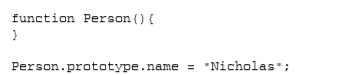 function Person(){
}
Person.prototype.name = "Nicholas";